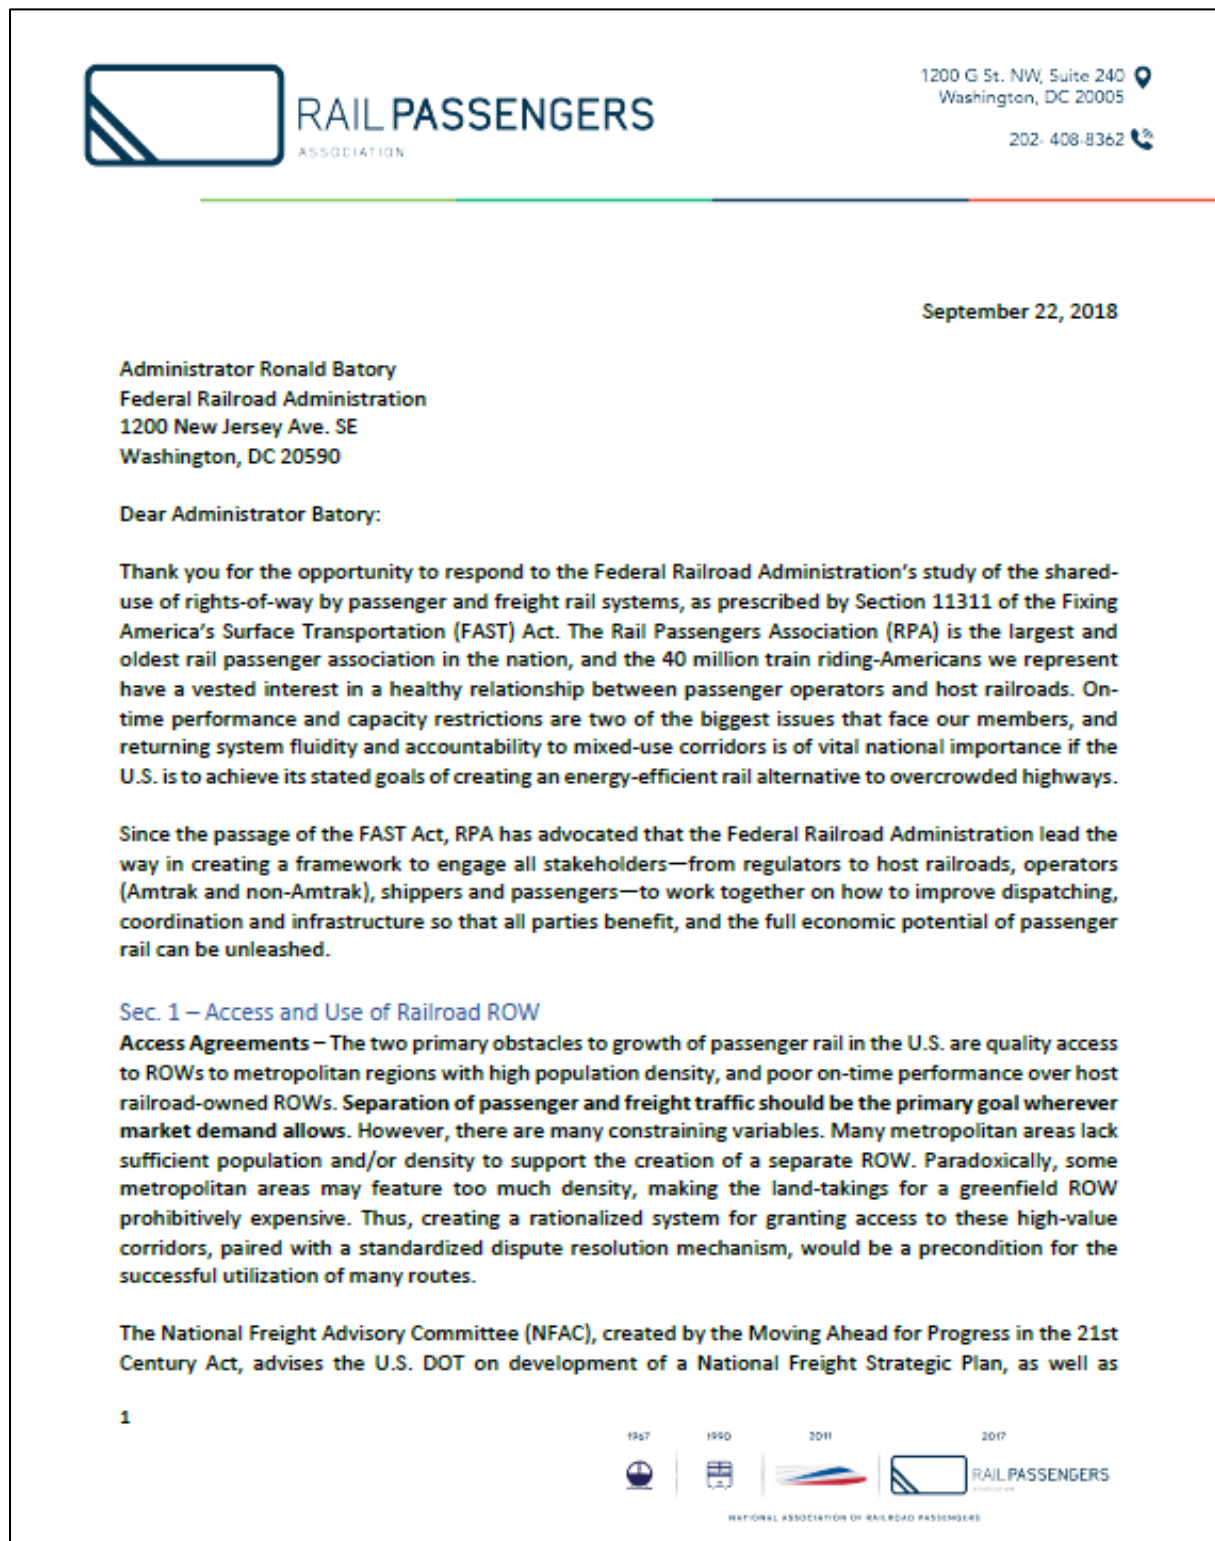 RAILPASSENGERS
ASSOCIATION
1200 G St. NW, Suite 240
Washington, DC 20005
202- 408-8362
September 22, 2018
Administrator Ronald Batory
Federal Railroad Administration
1200 New Jersey Ave. SE
Washington, DC 20590
Dear Administrator Batory:
Thank you for the opportunity to respond to the Federal Railroad Administration's study of the shared-
use of rights-of-way by passenger and freight rail systems, as prescribed by Section 11311 of the Fixing
America's Surface Transportation (FAST) Act. The Rail Passengers Association (RPA) is the largest and
oldest rail passenger association in the nation, and the 40 million train riding-Americans we represent
have a vested interest in a healthy relationship between passenger operators and host railroads. On-
time performance and capacity restrictions are two of the biggest issues that face our members, and
returning system fluidity and accountability to mixed-use corridors is of vital national importance if the
U.S. is to achieve its stated goals of creating an energy-efficient rail alternative to overcrowded highways.
Since the passage of the FAST Act, RPA has advocated that the Federal Railroad Administration lead the
way in creating a framework to engage all stakeholders—from regulators to host railroads, operators
(Amtrak and non-Amtrak), shippers and passengers—to work together on how to improve dispatching,
coordination and infrastructure so that all parties benefit, and the full economic potential of passenger
rail can be unleashed.
Sec. 1 – Access and Use of Railroad ROW
Access Agreements – The two primary obstacles to growth of passenger rail in the U.S. are quality access
to ROWs to metropolitan regions with high population density, and poor on-time performance over host
railroad-owned ROWs. Separation of passenger and freight traffic should be the primary goal wherever
market demand allows. However, there are many constraining variables. Many metropolitan areas lack
sufficient population and/or density to support the creation of a separate ROW. Paradoxically, some
metropolitan areas may feature too much density, making the land-takings for a greenfield ROW
prohibitively expensive. Thus, creating a rationalized system for granting access to these high-value
corridors, paired with a standardized dispute resolution mechanism, would be a precondition for the
successful utilization of many routes.
The National Freight Advisory Committee (NFAC), created by the Moving Ahead for Progress in the 21st
Century Act, advises the U.S. DOT on development of a National Freight Strategic Plan, as well as
1
1967 1990 2011 2017
RAILPASSENGERS
ASSOCIATION
NATIONAL ASSOCIATION OF RAILROAD PASSENGERS